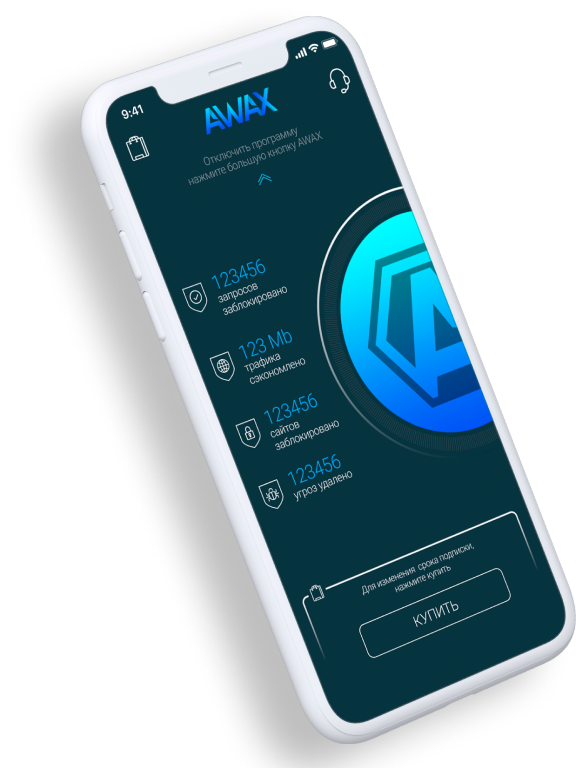 9:41
AWAX
Отключить программу
нажмите большую кнопку AWAX
123456
запросов
заблокировано
123 Mb
трафика
сэкономлено
123456
сайтов
заблокировано
123456
угроз удалено
Для изменения срока подписки,
нажмите купить
КУПИТЬ